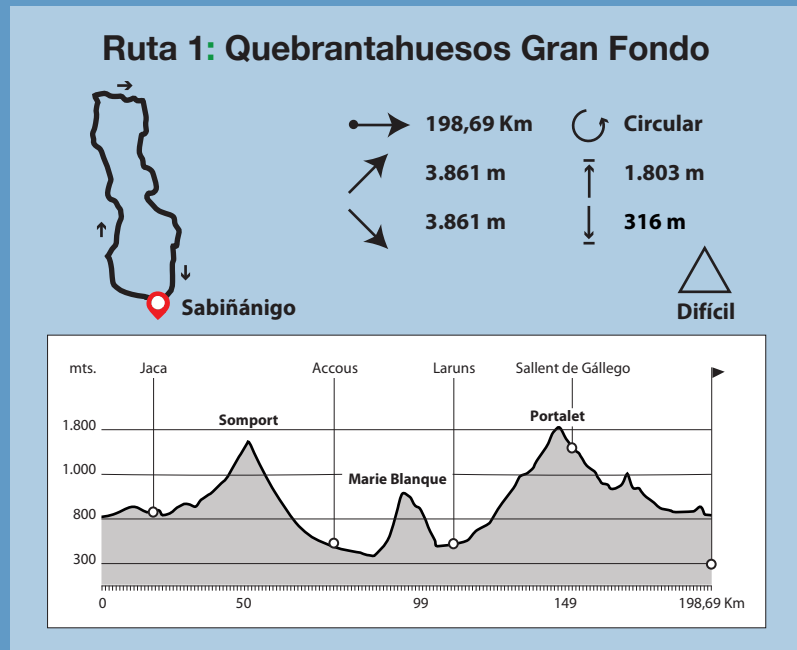 Ruta 1: Quebrantahuesos Gran Fondo
198,69 Km
Circular
3.861 m
1.803 m
3.861 m
316 m
Sabiñánigo
Difícil
mts.
Jaca
Accous
Laruns
Sallent de Gállego
Somport
Portalet
Marie Blanque
1.800
1.000
800
300
0
50
99
149
198,69 Km